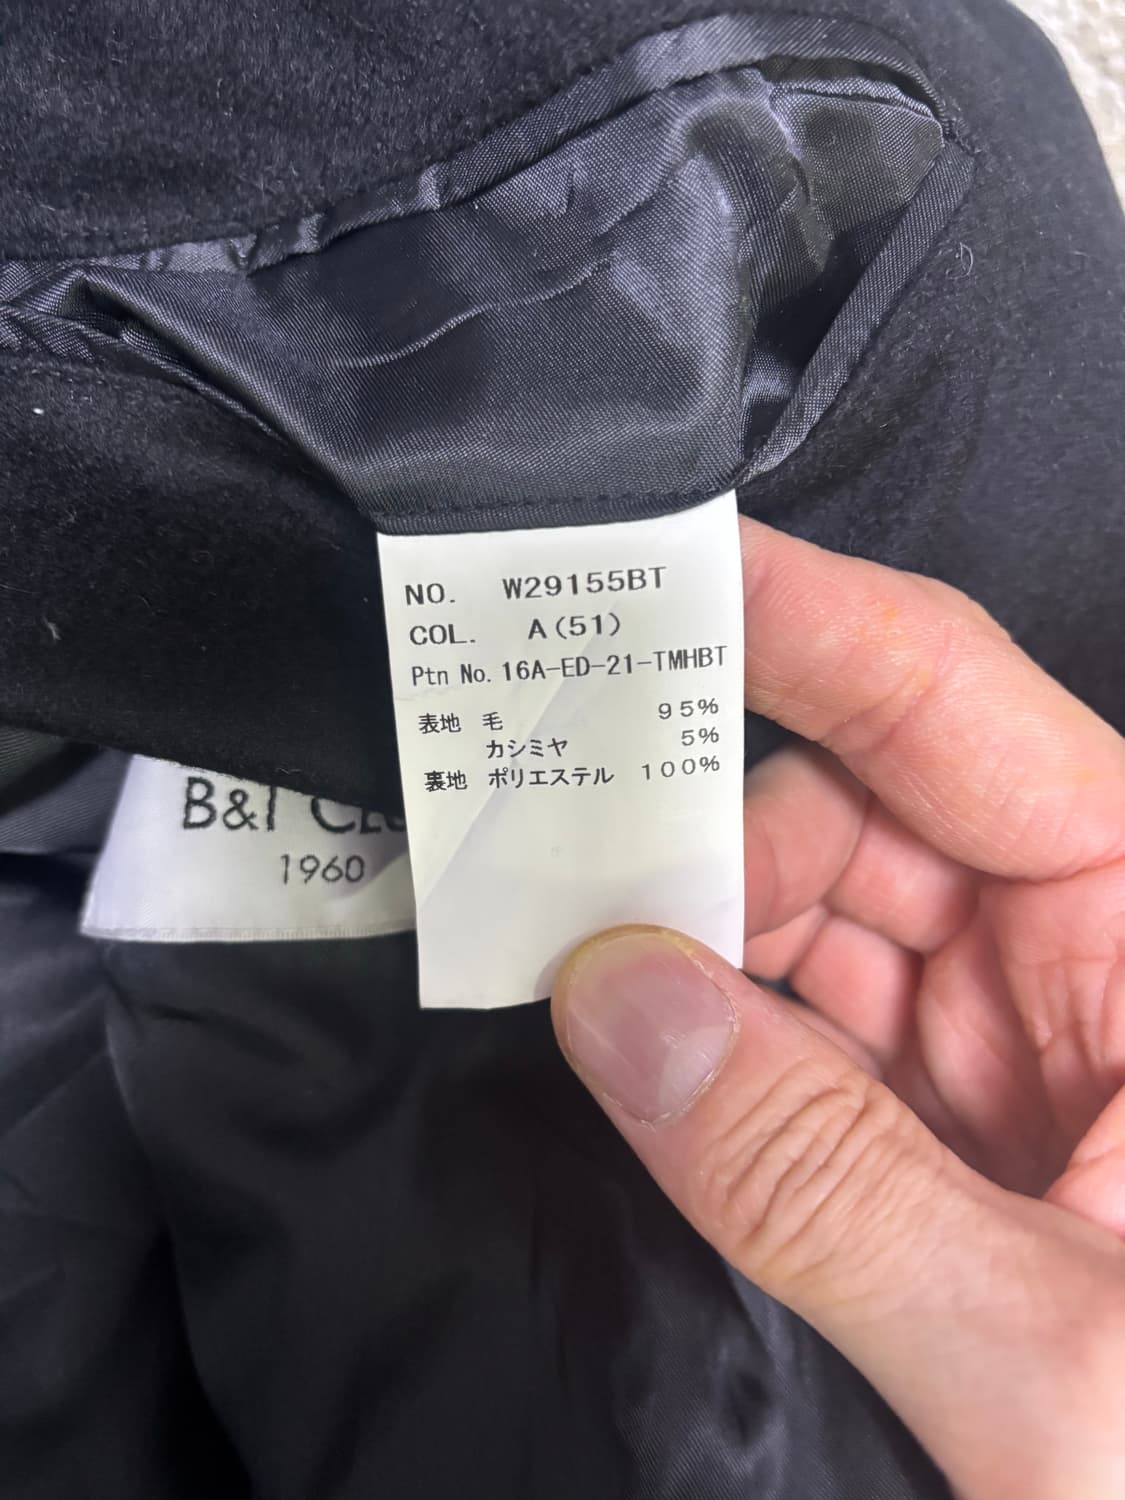 NO. W29155BT
COL. A(51)
Ptn No. 16A-ED-21-TMHBT
表地 毛 95%
カシミヤ 5%
裏地 ポリエステル 100%
1960